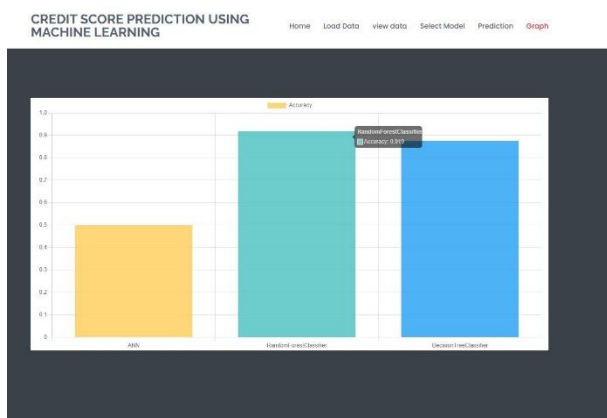 CREDIT SCORE PREDICTION USING
MACHINE LEARNING
Home Load Data view data Select Model Prediction Graph
Accuracy
1.0
0.9
RandomForestClassifier
Accuracy: 0.919
0.8
0.7
0.6
0.5
0.4
0.3
0.2
0.1
0
ANN RandomForestClassifier DecisionTreeClassifier